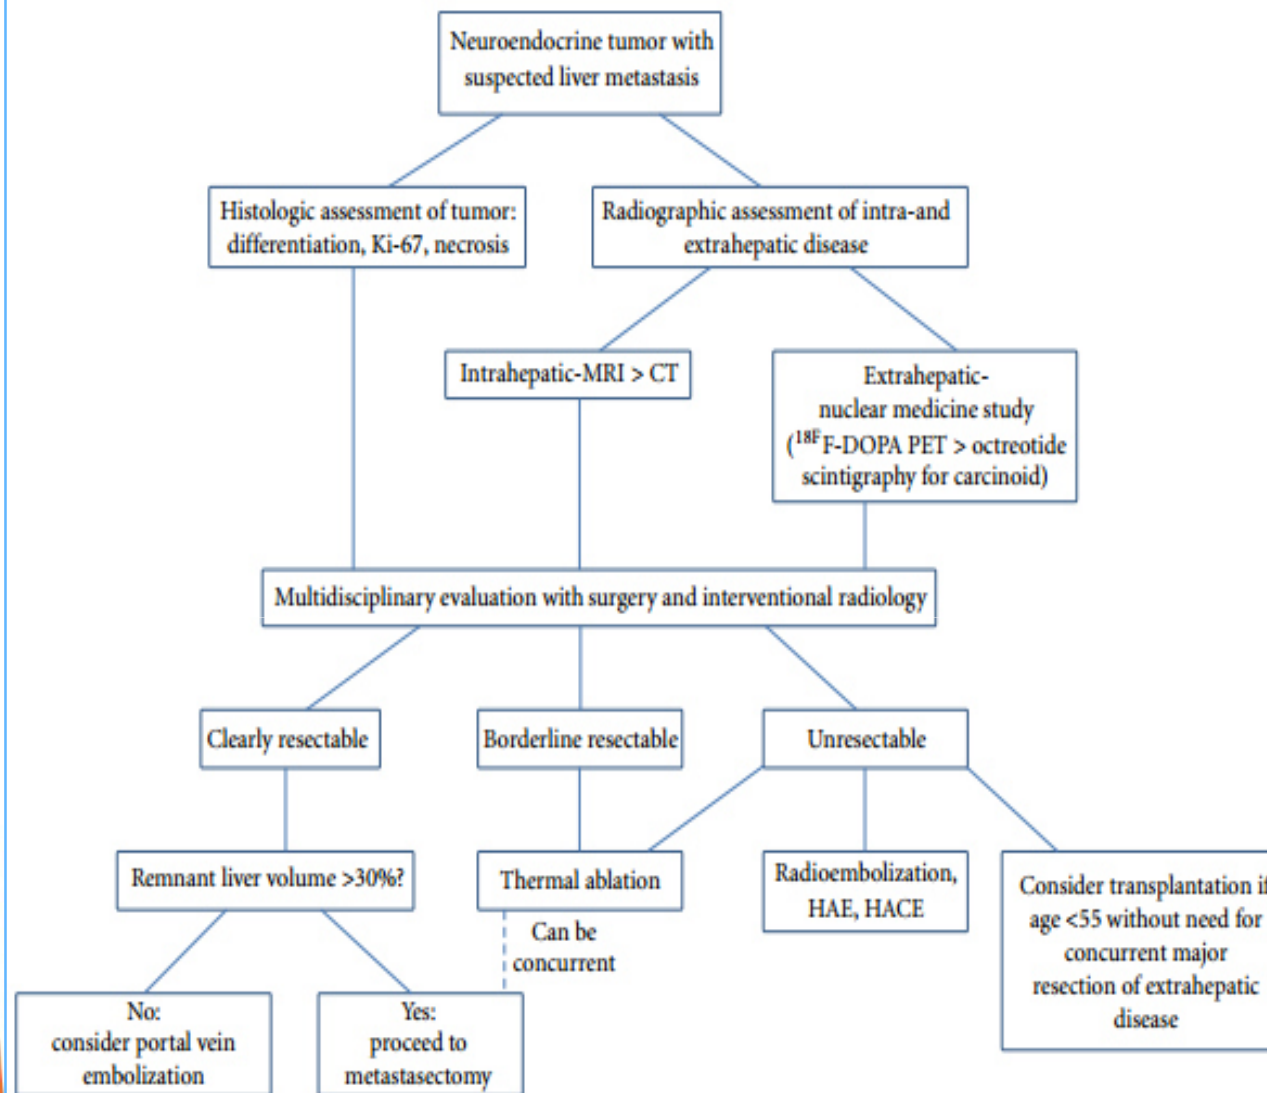 Neuroendocrine tumor with
suspected liver metastasis
Histologic assessment of tumor:
differentiation, Ki-67, necrosis
Radiographic assessment of intra-and
extrahepatic disease
Intrahepatic-MRI > CT
Extrahepatic-
nuclear medicine study
(¹⁸ᶠF-DOPA PET > octreotide
scintigraphy for carcinoid)
Multidisciplinary evaluation with surgery and interventional radiology
Clearly resectable
Borderline resectable
Unresectable
Remnant liver volume >30%?
Thermal ablation
Radioembolization,
HAE, HACE
Consider transplantation if
age <55 without need for
concurrent major
resection of extrahepatic
disease
Can be
concurrent
No:
consider portal vein
embolization
Yes:
proceed to
metastasectomy